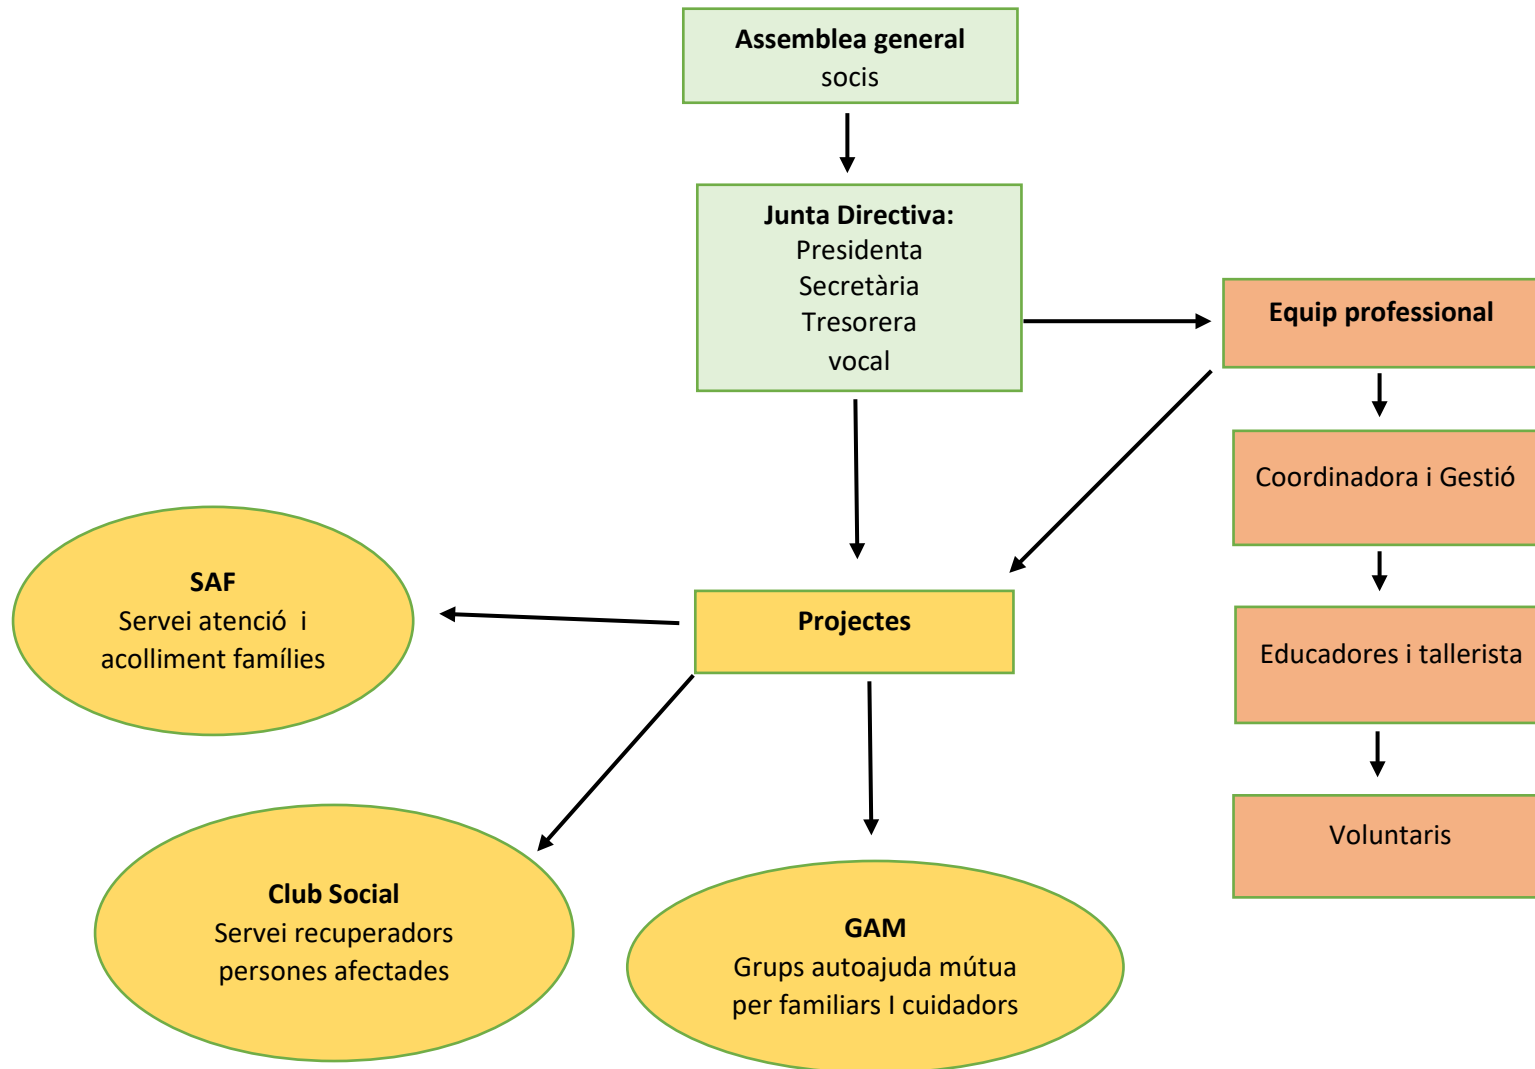 Assemblea general
socis
Junta Directiva:
Presidenta
Secretària
Tresorera
vocal
Equip professional
Coordinadora i Gestió
Educadores i tallerista
Voluntaris
Projectes
SAF
Servei atenció i
acolliment famílies
Club Social
Servei recuperadors
persones afectades
GAM
Grups autoajuda mútua
per familiars I cuidadors